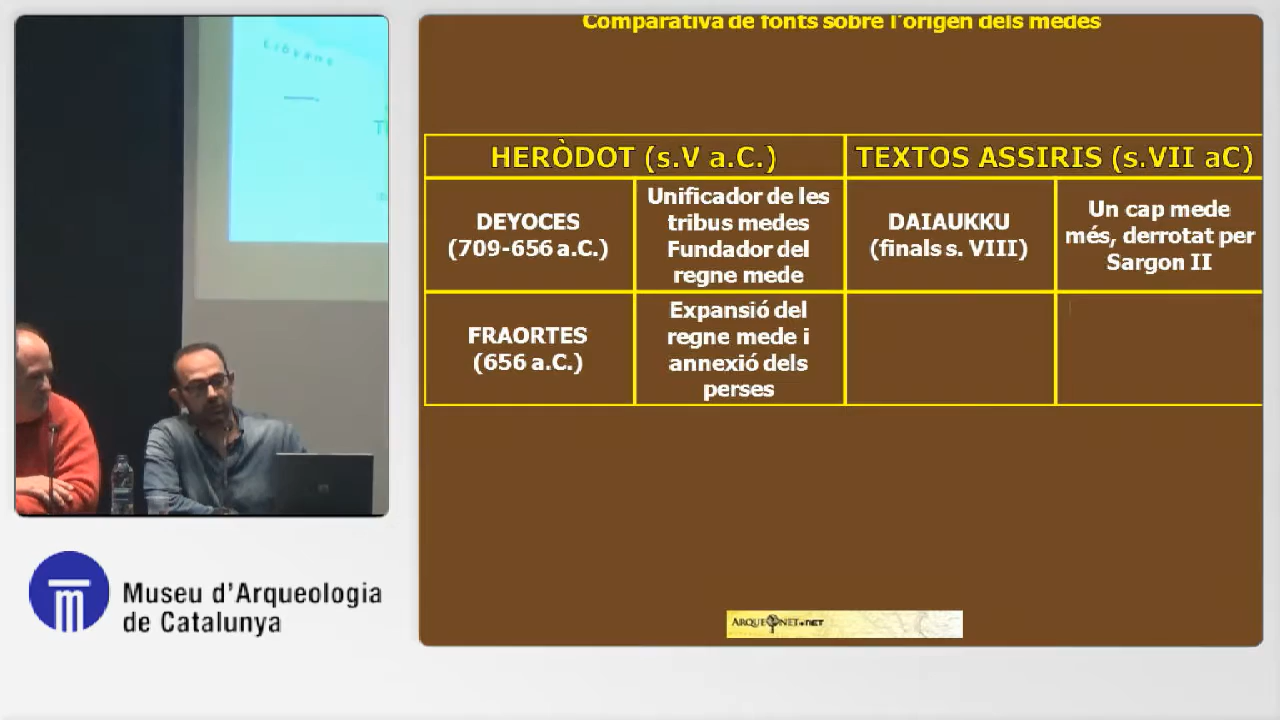 Comparativa de fonts sobre l'origen dels medes
HERÒDOT (s.V a.C.)
TEXTOS ASSIRIS (s.VII aC)
DEYOCES
(709-656 a.C.)
Unificador de les
tribus medes
Fundador del
regne mede
DAIAUKKU
(finals s. VIII)
Un cap mede
més, derrotat per
Sargon II
FRAORTES
(656 a.C.)
Expansió del
regne mede i
annexió dels
perses
Museu d'Arqueologia
de Catalunya
ARQUEONET.NET